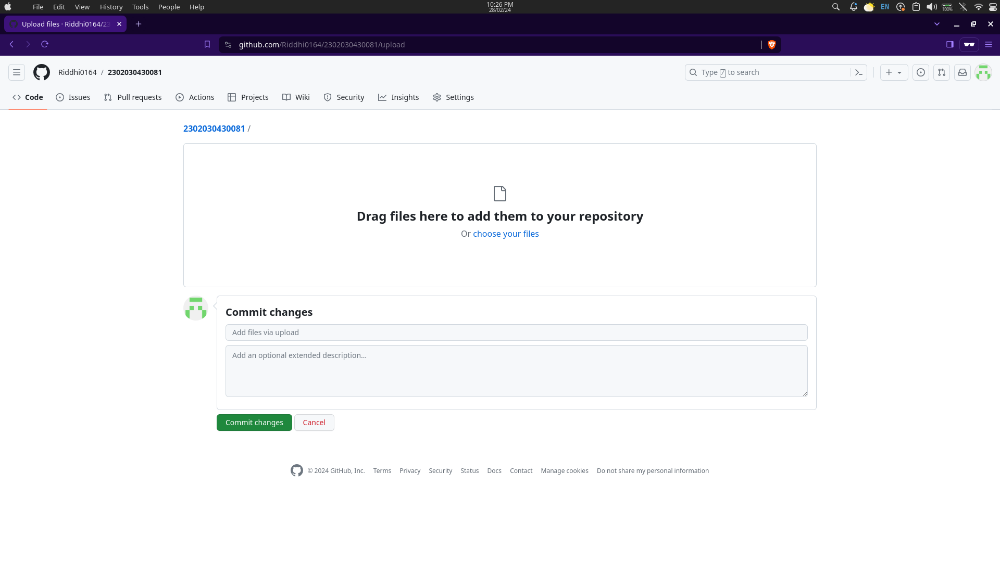 File Edit View History Tools People Help
10:26 PM
28/02/24
EN
100%
Upload files · Riddhi0164/23
github.com/Riddhi0164/2302030430081/upload
Riddhi0164 / 2302030430081
Type / to search
Code Issues Pull requests Actions Projects Wiki Security Insights Settings
2302030430081 /
Drag files here to add them to your repository
Or choose your files
Commit changes
Add files via upload
Add an optional extended description...
Commit changes Cancel
© 2024 GitHub, Inc. Terms Privacy Security Status Docs Contact Manage cookies Do not share my personal information